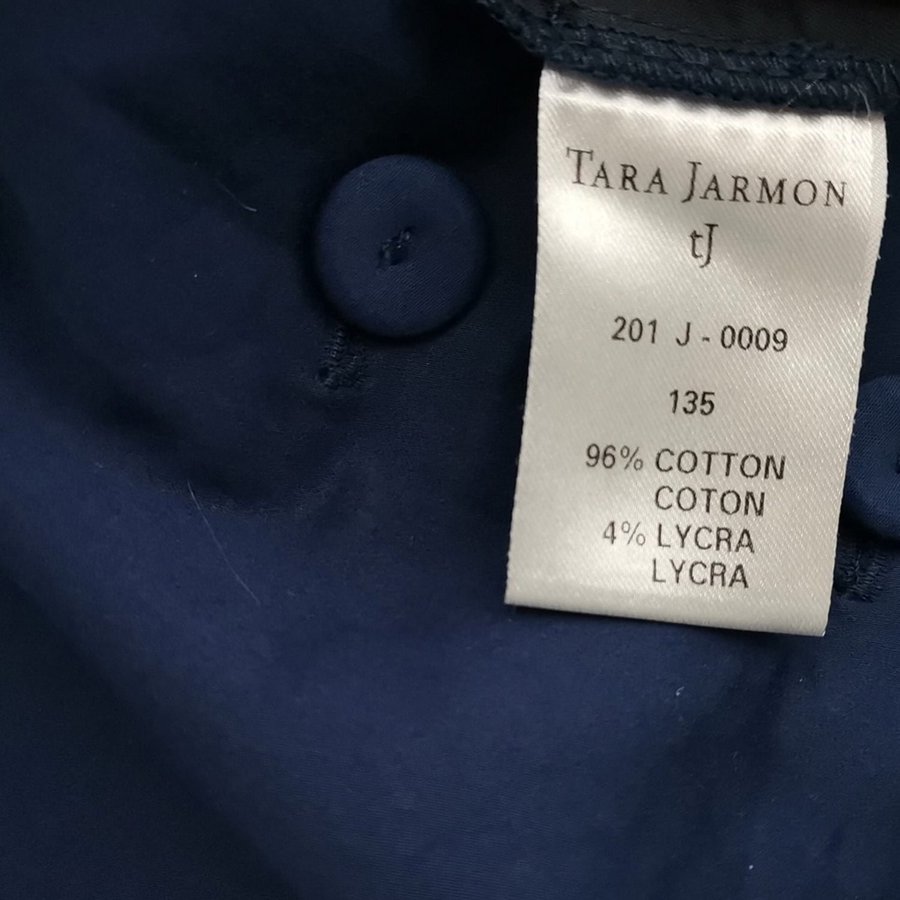 TARA JARMON
tJ
201 J - 0009
135
96% COTTON
COTON
4% LYCRA
LYCRA